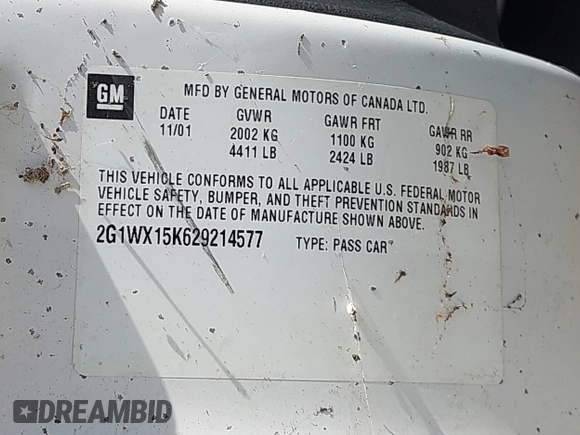 GM
MFD BY GENERAL MOTORS OF CANADA LTD.
DATE GVWR GAWR FRT GAWR RR
11/01 2002 KG 1100 KG 902 KG
4411 LB 2424 LB 1987 LB
THIS VEHICLE CONFORMS TO ALL APPLICABLE U.S. FEDERAL MOTOR
VEHICLE SAFETY, BUMPER, AND THEFT PREVENTION STANDARDS IN
EFFECT ON THE DATE OF MANUFACTURE SHOWN ABOVE.
2G1WX15K629214577 TYPE: PASS CAR
DREAMBID